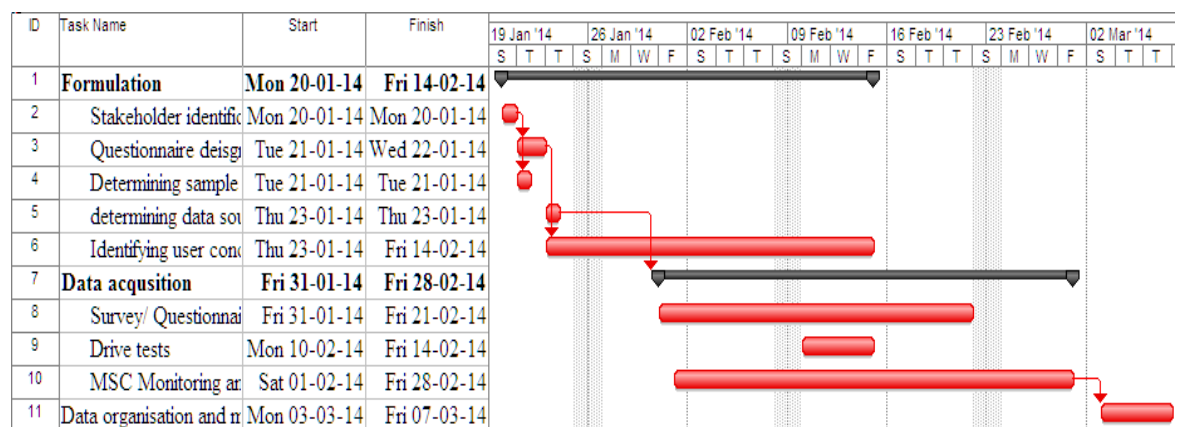 ID Task Name Start Finish 19 Jan '14 26 Jan '14 02 Feb '14 09 Feb '14 16 Feb '14 23 Feb '14 02 Mar '14
S T T S M W F S T T S M W F S T T S M W F S T T
1 Formulation Mon 20-01-14 Fri 14-02-14
2 Stakeholder identific Mon 20-01-14 Mon 20-01-14
3 Questionnaire deisgn Tue 21-01-14 Wed 22-01-14
4 Determining sample Tue 21-01-14 Tue 21-01-14
5 determining data sou Thu 23-01-14 Thu 23-01-14
6 Identifying user conc Thu 23-01-14 Fri 14-02-14
7 Data acqusition Fri 31-01-14 Fri 28-02-14
8 Survey/ Questionnai Fri 31-01-14 Fri 21-02-14
9 Drive tests Mon 10-02-14 Fri 14-02-14
10 MSC Monitoring an Sat 01-02-14 Fri 28-02-14
11 Data organisation and m Mon 03-03-14 Fri 07-03-14